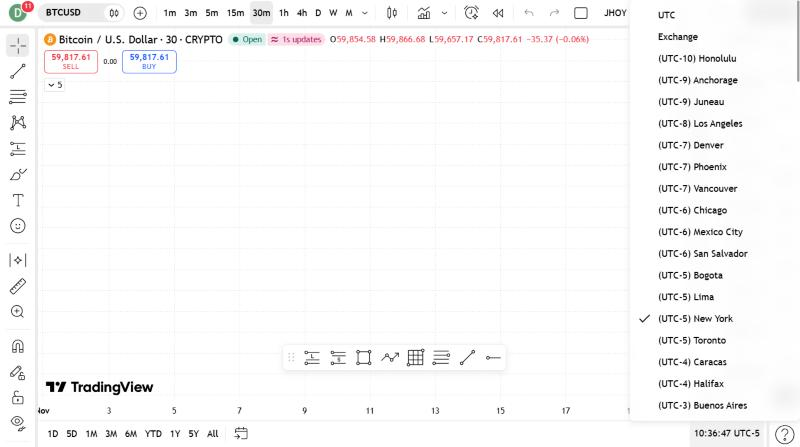 D 11 BTCUSD 1m 3m 5m 15m 30m 1h 4h D W M JHOY
Bitcoin / U.S. Dollar · 30 · CRYPTO Open 1s updates O59,854.58 H59,866.68 L59,657.17 C59,817.61 −35.37 (−0.06%)
59,817.61 0.00 59,817.61
SELL BUY
5
UTC
Exchange
(UTC-10) Honolulu
(UTC-9) Anchorage
(UTC-9) Juneau
(UTC-8) Los Angeles
(UTC-7) Denver
(UTC-7) Phoenix
(UTC-7) Vancouver
(UTC-6) Chicago
(UTC-6) Mexico City
(UTC-6) San Salvador
(UTC-5) Bogota
(UTC-5) Lima
(UTC-5) New York
(UTC-5) Toronto
(UTC-4) Caracas
(UTC-4) Halifax
(UTC-3) Buenos Aires
TradingView
Nov 3 5 7 9 11 13 15 17
1D 5D 1M 3M 6M YTD 1Y 5Y All 10:36:47 UTC-5